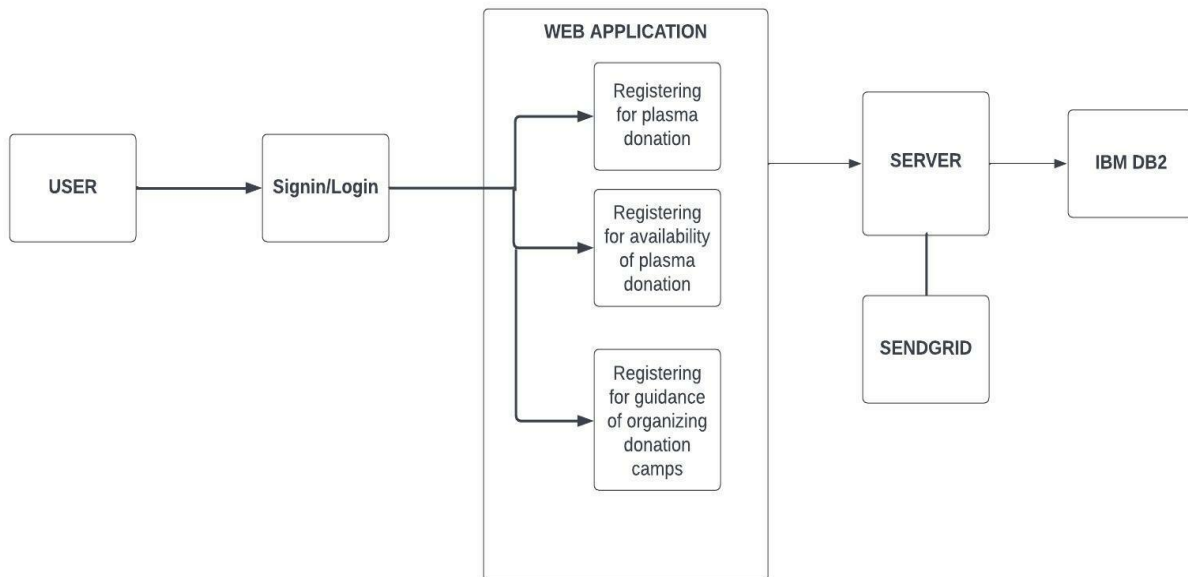 WEB APPLICATION
Registering
for plasma
donation
USER
Signin/Login
Registering
for availability
of plasma
donation
Registering
for guidance
of organizing
donation
camps
SERVER
IBM DB2
SENDGRID